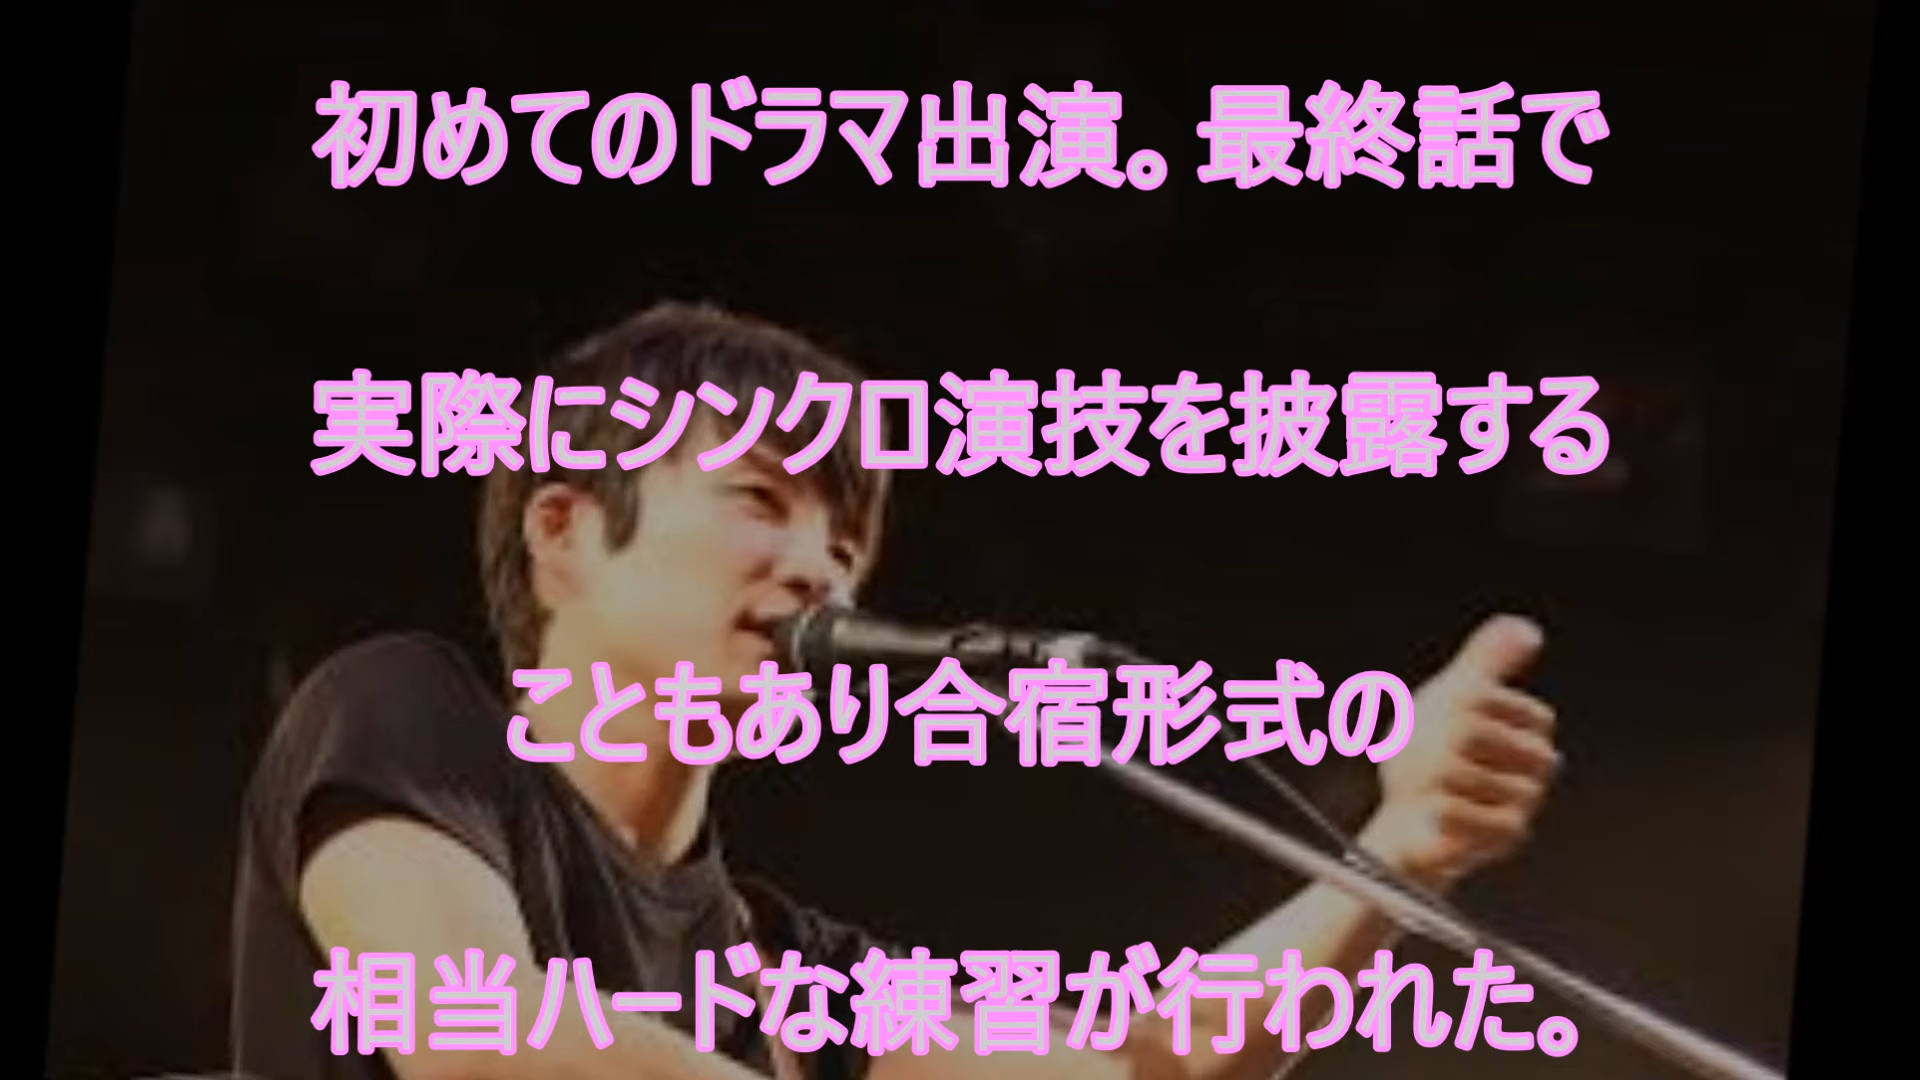 初めてのドラマ出演。最終話で
実際にシンクロ演技を披露する
こともあり合宿形式の
相当ハードな練習が行われた。